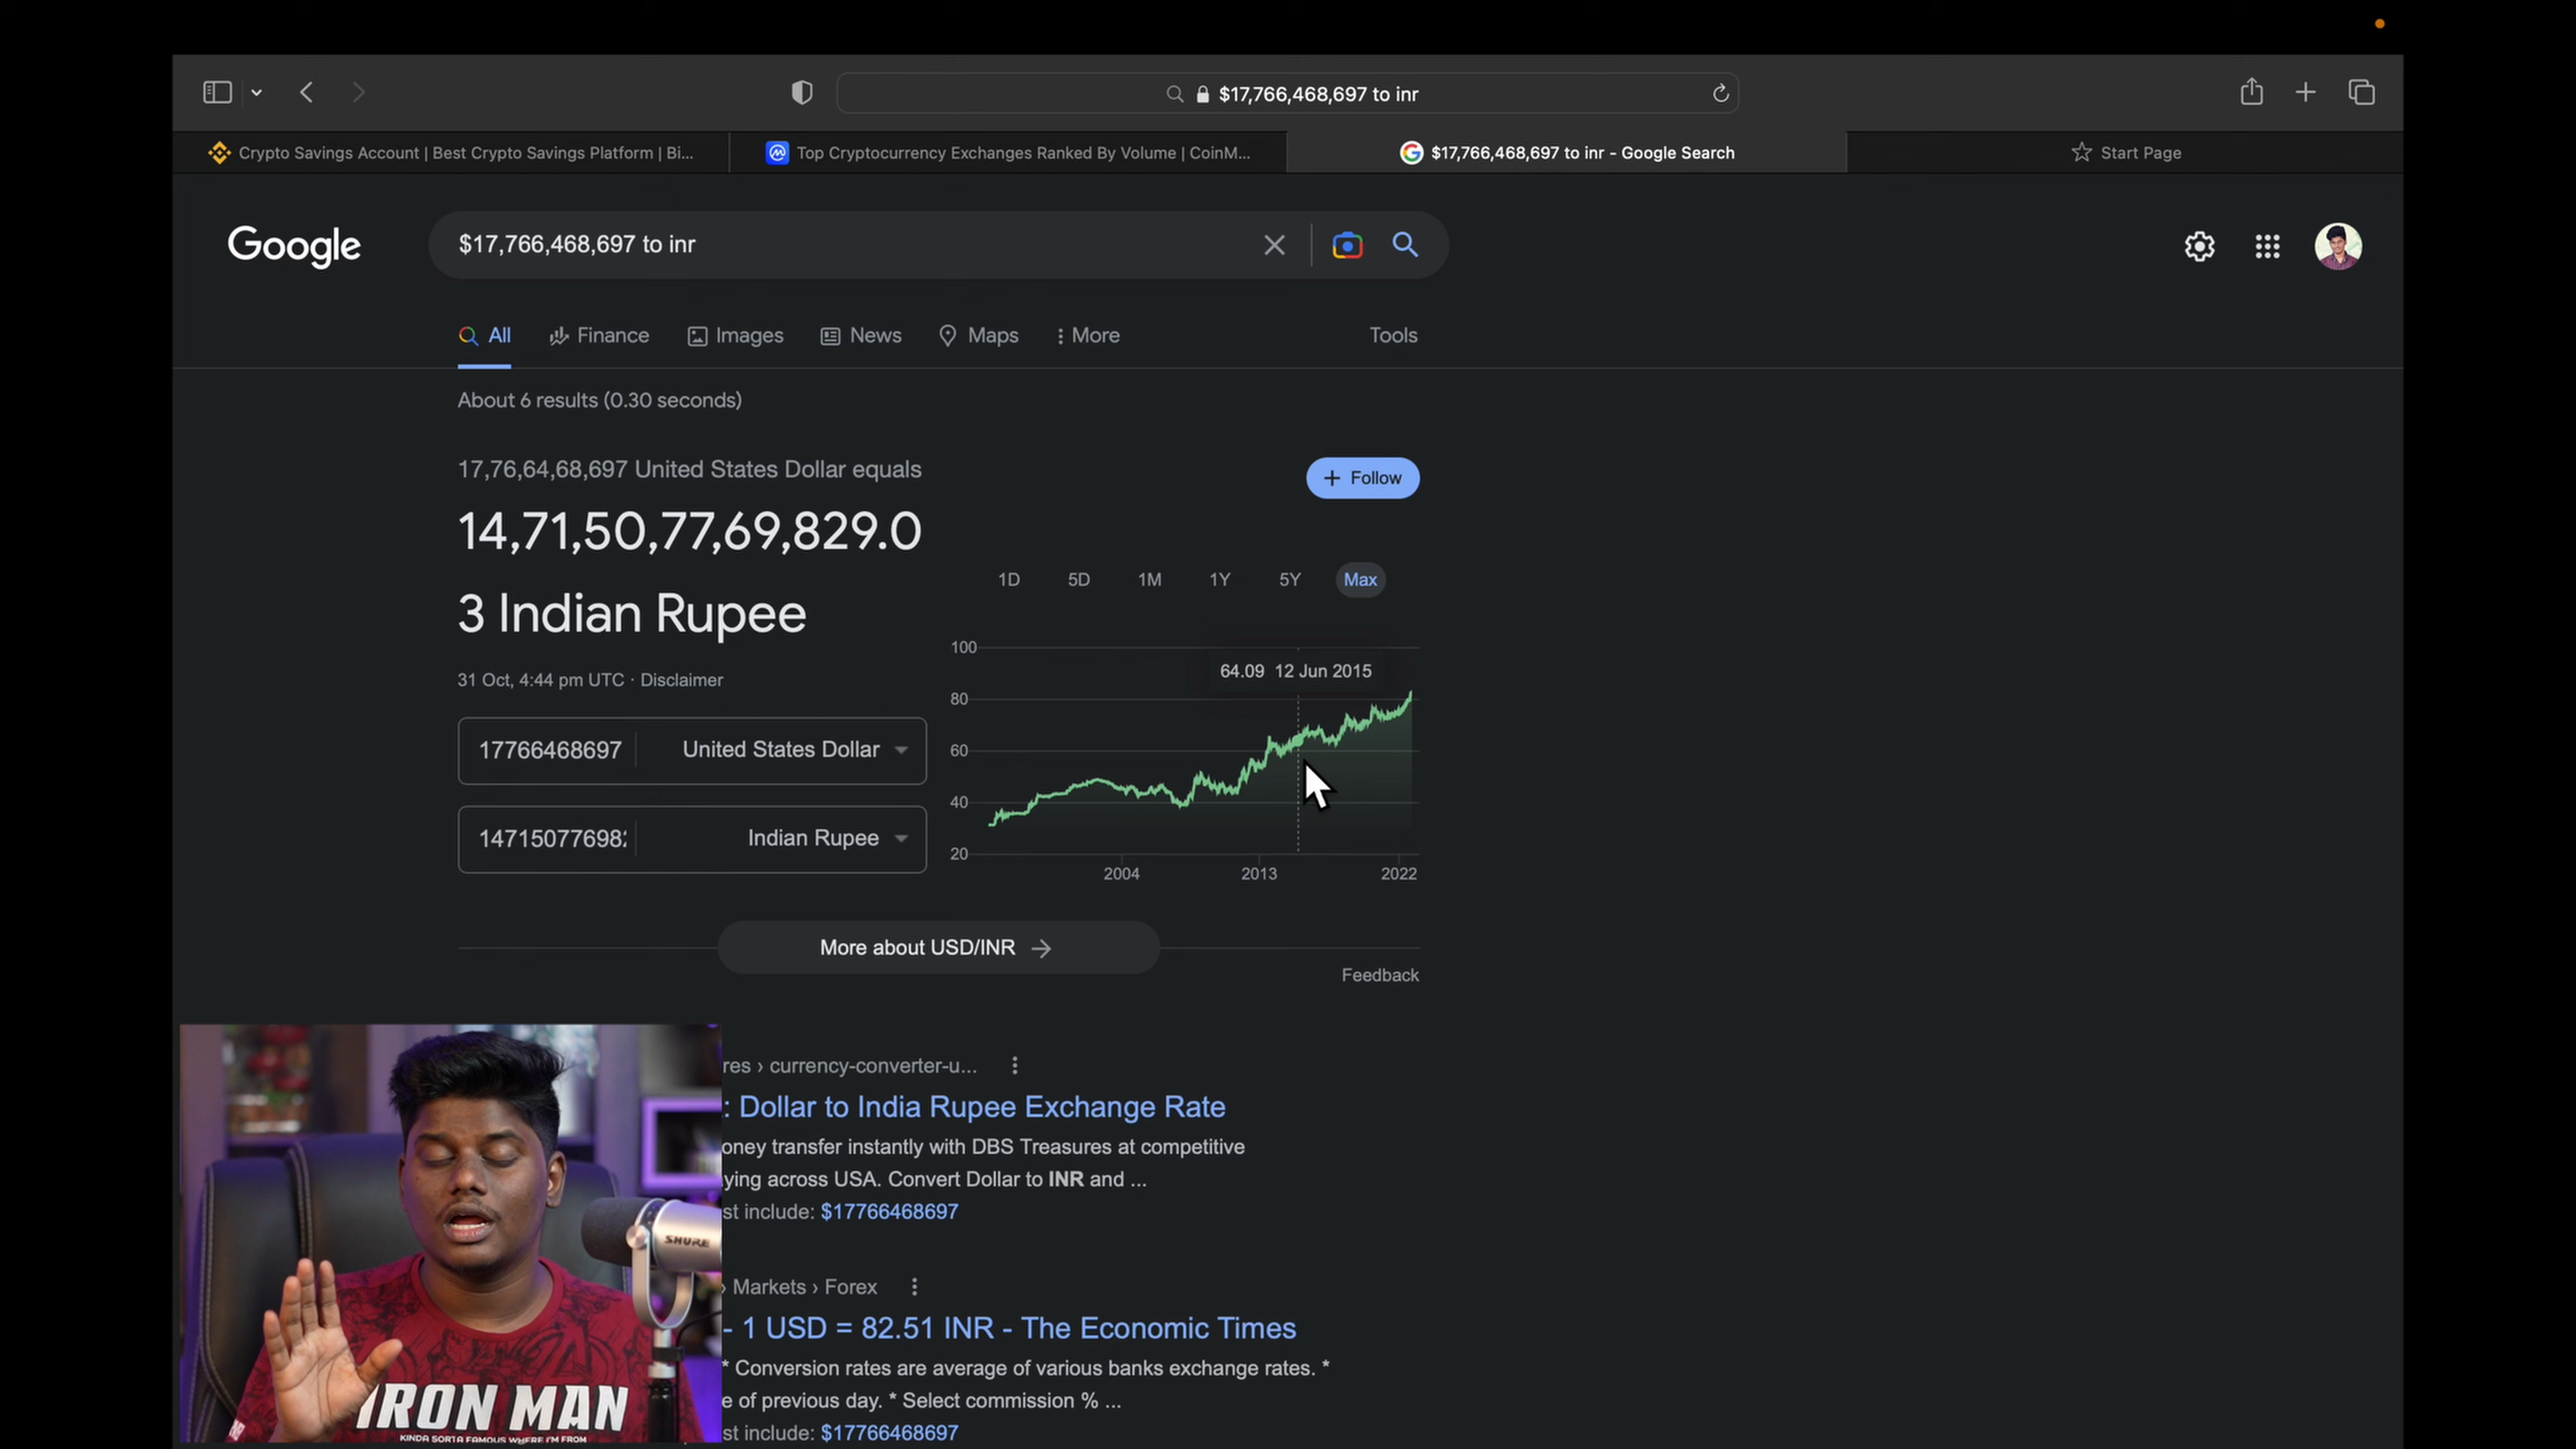 $17,766,468,697 to inr
Crypto Savings Account | Best Crypto Savings Platform | Bi...
Top Cryptocurrency Exchanges Ranked By Volume | CoinM...
$17,766,468,697 to inr - Google Search
Start Page
Google
$17,766,468,697 to inr
All
Finance
Images
News
Maps
More
Tools
About 6 results (0.30 seconds)
17,76,64,68,697 United States Dollar equals
Follow
14,71,50,77,69,829.0
3 Indian Rupee
31 Oct, 4:44 pm UTC · Disclaimer
17766468697 United States Dollar
147150776982 Indian Rupee
1D 5D 1M 1Y 5Y Max
100
64.09 12 Jun 2015
80
60
40
20
2004 2013 2022
More about USD/INR
Feedback
res › currency-converter-u...
: Dollar to India Rupee Exchange Rate
oney transfer instantly with DBS Treasures at competitive
ying across USA. Convert Dollar to INR and ...
st include: $17766468697
› Markets › Forex
- 1 USD = 82.51 INR - The Economic Times
* Conversion rates are average of various banks exchange rates. *
e of previous day. * Select commission % ...
st include: $17766468697
SHURE
IRON MAN
KINDA SORTA FAMOUS WHERE I'M FROM